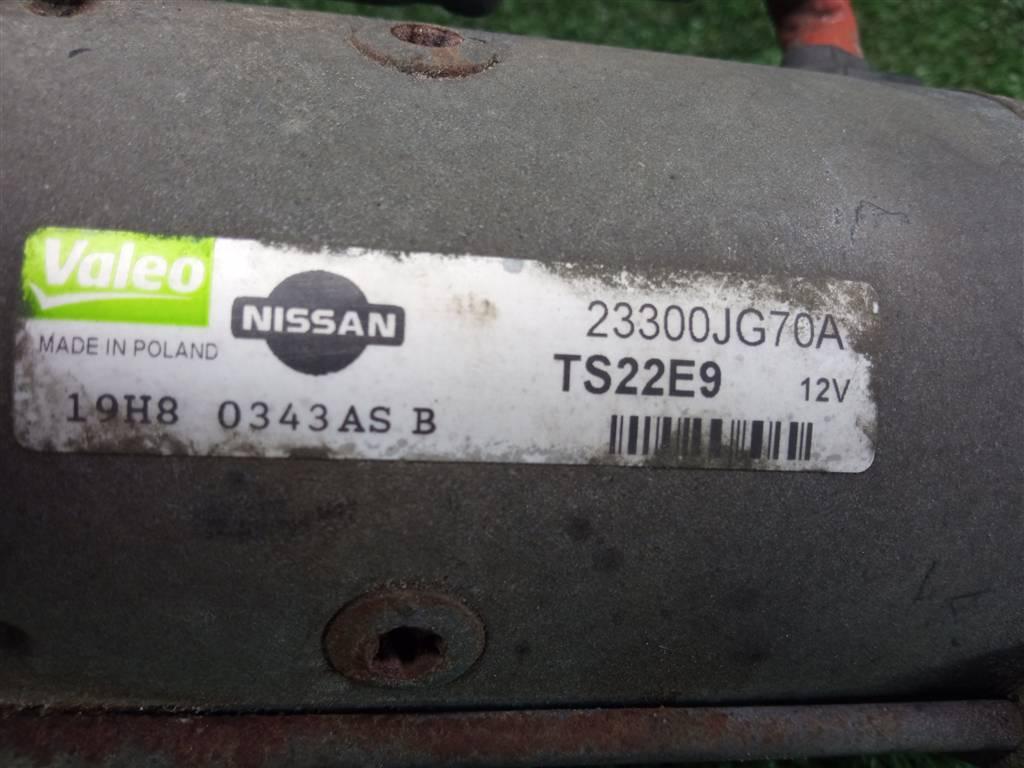 Valeo
NISSAN
23300JG70A
MADE IN POLAND
TS22E9 12V
19H8 0343AS B